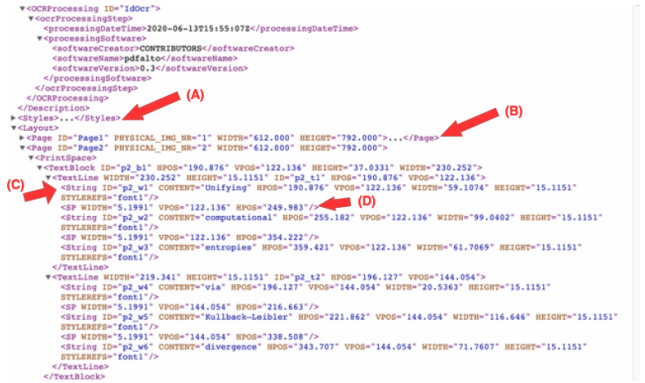 ▼<OCRProcessing ID="IdOcr">
▼<ocrProcessingStep>
<processingDateTime>2020-06-13T15:55:07Z</processingDateTime>
▼<processingSoftware>
<softwareCreator>CONTRIBUTORS</softwareCreator>
<softwareName>pdfalto</softwareName>
<softwareVersion>0.3</softwareVersion>
</processingSoftware>
</ocrProcessingStep>
</OCRProcessing>
</Description>
(A)
▶<Styles>...</Styles>
(B)
▼<Layout>
▶<Page ID="Page1" PHYSICAL_IMG_NR="1" WIDTH="612.000" HEIGHT="792.000">...</Page>
▼<Page ID="Page2" PHYSICAL_IMG_NR="2" WIDTH="612.000" HEIGHT="792.000">
▼<PrintSpace>
▼<TextBlock ID="p2_b1" HPOS="190.876" VPOS="122.136" HEIGHT="37.0331" WIDTH="230.252">
▼<TextLine WIDTH="230.252" HEIGHT="15.1151" ID="p2_t1" HPOS="190.876" VPOS="122.136">
(C)
<String ID="p2_w1" CONTENT="Unifying" HPOS="190.876" VPOS="122.136" WIDTH="59.1074" HEIGHT="15.1151"
STYLEREFS="font1"/>
<SP WIDTH="5.1991" VPOS="122.136" HPOS="249.983"/> (D)
<String ID="p2_w2" CONTENT="computational" HPOS="255.182" VPOS="122.136" WIDTH="99.0402" HEIGHT="15.1151"
STYLEREFS="font1"/>
<SP WIDTH="5.1991" VPOS="122.136" HPOS="354.222"/>
<String ID="p2_w3" CONTENT="entropies" HPOS="359.421" VPOS="122.136" WIDTH="61.7069" HEIGHT="15.1151"
STYLEREFS="font1"/>
</TextLine>
▼<TextLine WIDTH="219.341" HEIGHT="15.1151" ID="p2_t2" HPOS="196.127" VPOS="144.054">
<String ID="p2_w4" CONTENT="via" HPOS="196.127" VPOS="144.054" WIDTH="20.5363" HEIGHT="15.1151"
STYLEREFS="font1"/>
<SP WIDTH="5.1991" VPOS="144.054" HPOS="216.663"/>
<String ID="p2_w5" CONTENT="Kullback-Leibler" HPOS="221.862" VPOS="144.054" WIDTH="116.646" HEIGHT="15.1151"
STYLEREFS="font1"/>
<SP WIDTH="5.1991" VPOS="144.054" HPOS="338.508"/>
<String ID="p2_w6" CONTENT="divergence" HPOS="343.707" VPOS="144.054" WIDTH="71.7607" HEIGHT="15.1151"
STYLEREFS="font1"/>
</TextLine>
</TextBlock>